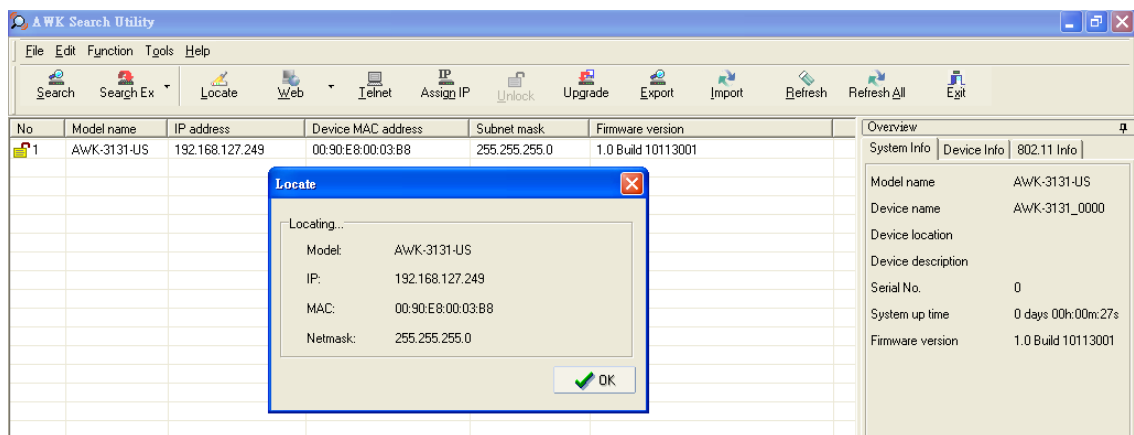 AWK Search Utility
File Edit Function Tools Help
Search Search Ex Locate Web Telnet Assign IP Unlock Upgrade Export Import Refresh Refresh All Exit
No Model name IP address Device MAC address Subnet mask Firmware version
1 AWK-3131-US 192.168.127.249 00:90:E8:00:03:B8 255.255.255.0 1.0 Build 10113001
Locate
Locating...
Model: AWK-3131-US
IP: 192.168.127.249
MAC: 00:90:E8:00:03:B8
Netmask: 255.255.255.0
OK
Overview
System Info Device Info 802.11 Info
Model name AWK-3131-US
Device name AWK-3131_0000
Device location
Device description
Serial No. 0
System up time 0 days 00h:00m:27s
Firmware version 1.0 Build 10113001